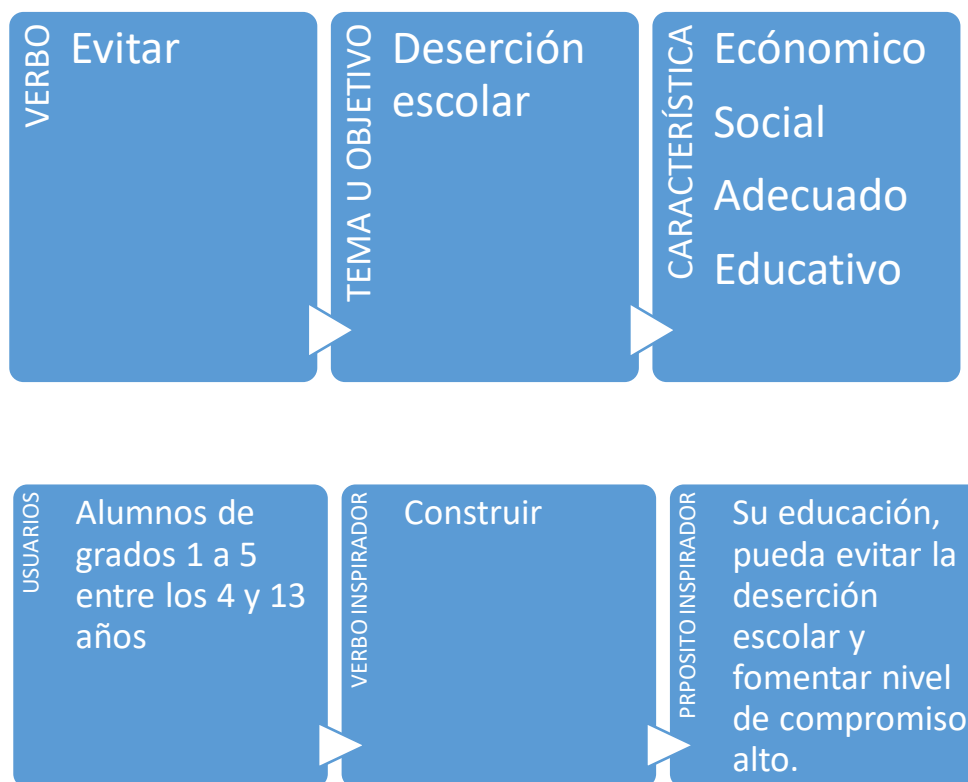 VERBO
Evitar
TEMA U OBJETIVO
Deserción
escolar
CARACTERÍSTICA
Ecónomico
Social
Adecuado
Educativo
USUARIOS
Alumnos de
grados 1 a 5
entre los 4 y 13
años
VERBO INSPIRADOR
Construir
PRPOSITO INSPIRADOR
Su educación,
pueda evitar la
deserción
escolar y
fomentar nivel
de compromiso
alto.